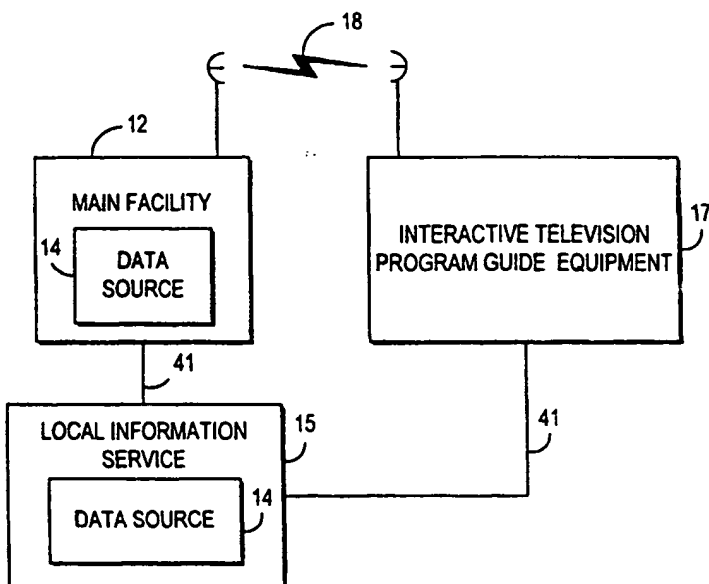 18
12
MAIN FACILITY
14
DATA
SOURCE
INTERACTIVE TELEVISION
PROGRAM GUIDE EQUIPMENT
17
41
LOCAL INFORMATION
SERVICE
15
DATA SOURCE
14
41